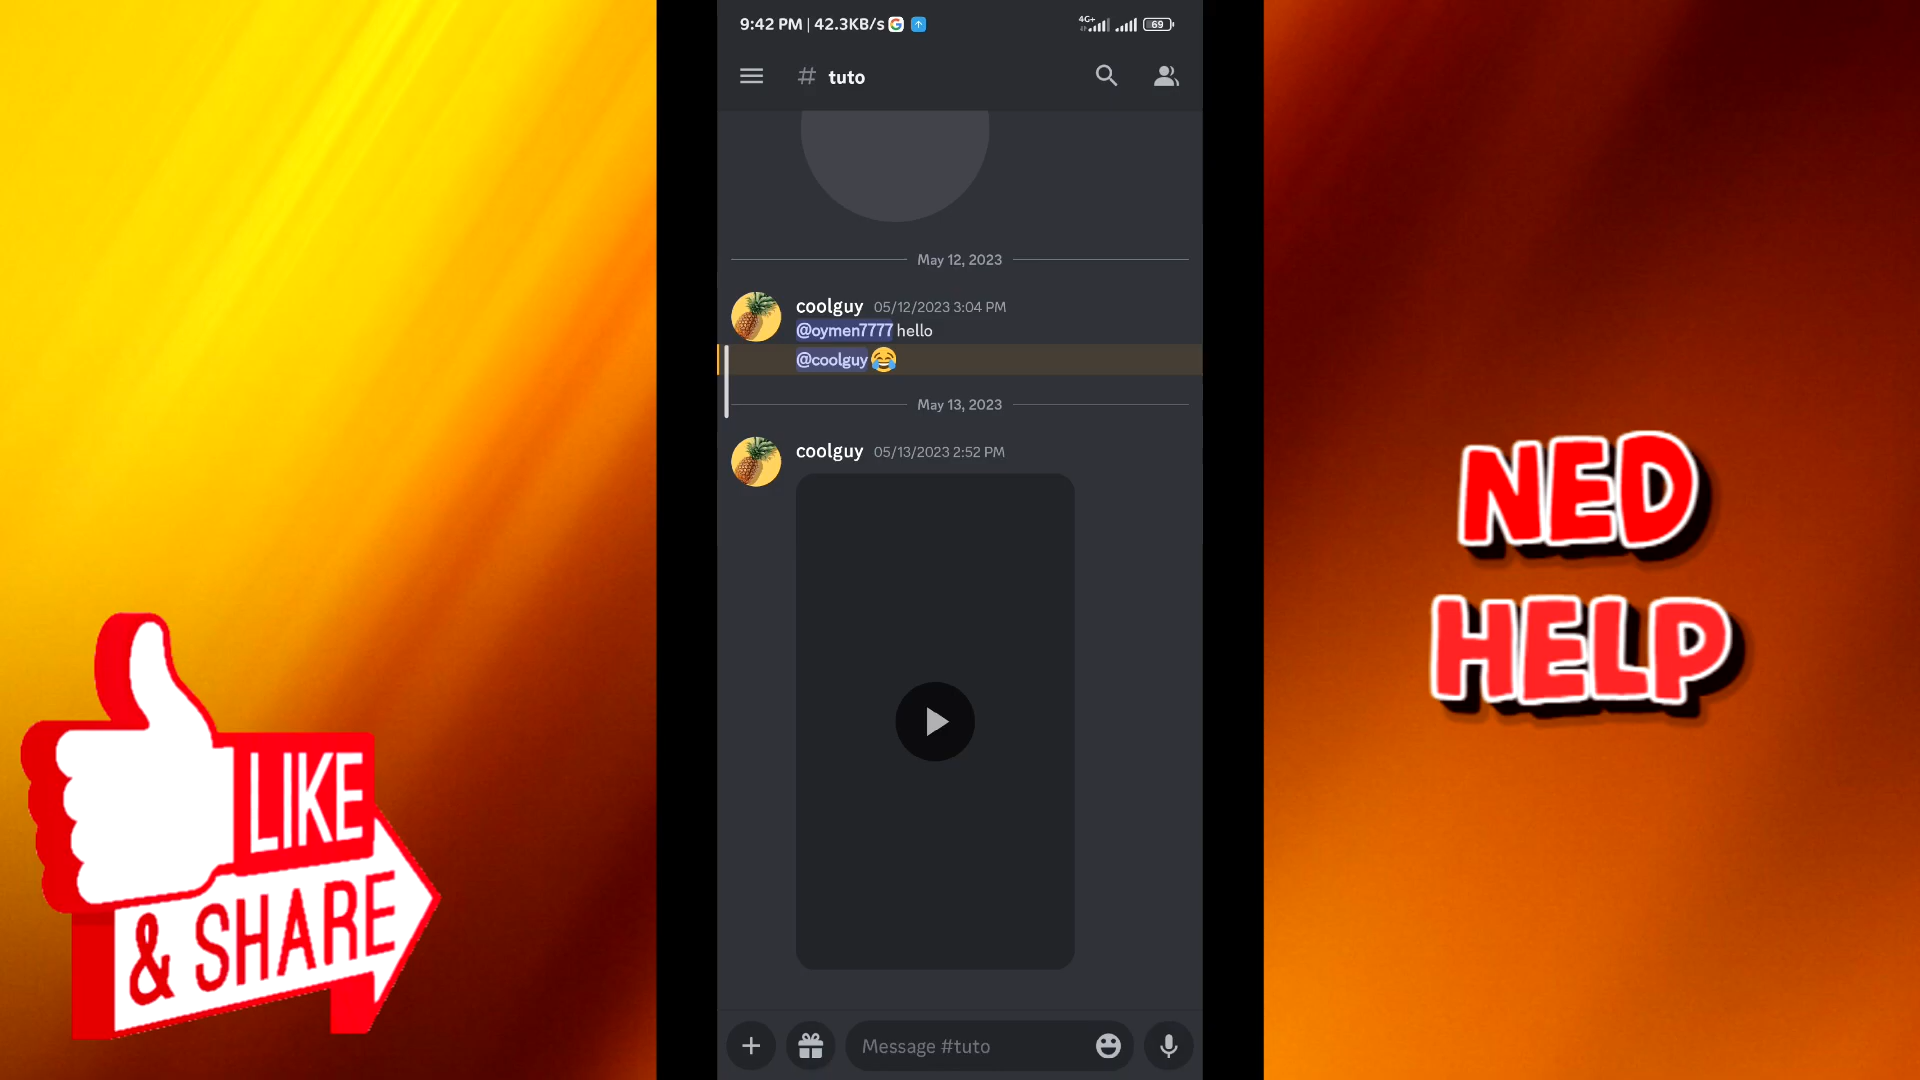 9:42 PM | 42.3KB/s
4G+
69
# tuto
May 12, 2023
coolguy 05/12/2023 3:04 PM
@oymen7777 hello
@coolguy 😂
May 13, 2023
coolguy 05/13/2023 2:52 PM
Message #tuto
LIKE
& SHARE
NED
HELP